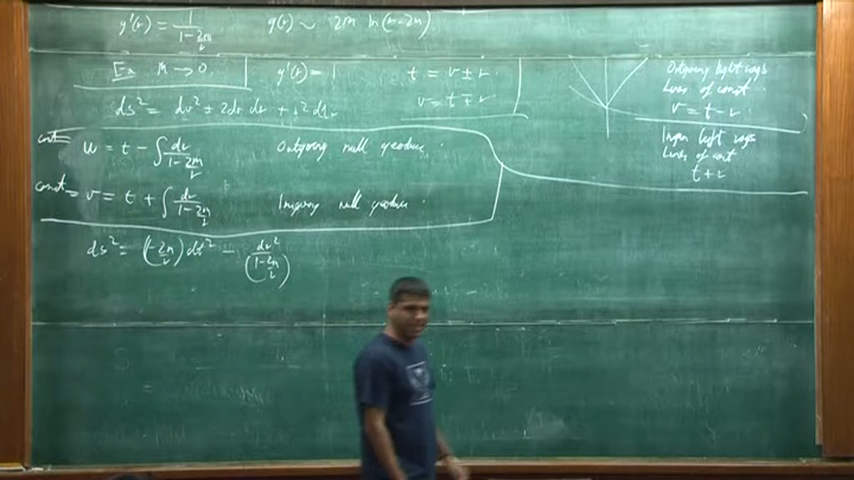 y'(r) = 1/(1 - 2m/r)   g(r) ~ 2m ln(r-2m)
Ex M → 0   y'(r) = 1   t = v ± r
v = t ∓ r
ds² = dv² ± 2dv dr + r² dΩ
Outgoing light rays
Lines of const
v = t - r
Ingoing light rays
Lines of const
t + r
const = u = t - ∫ dr/(1 - 2m/r)   Outgoing null geodesic
const = v = t + ∫ dr/(1 - 2m/r)   Ingoing null geodesic
ds² = (1 - 2m/r) dt² - dr²/(1 - 2m/r)